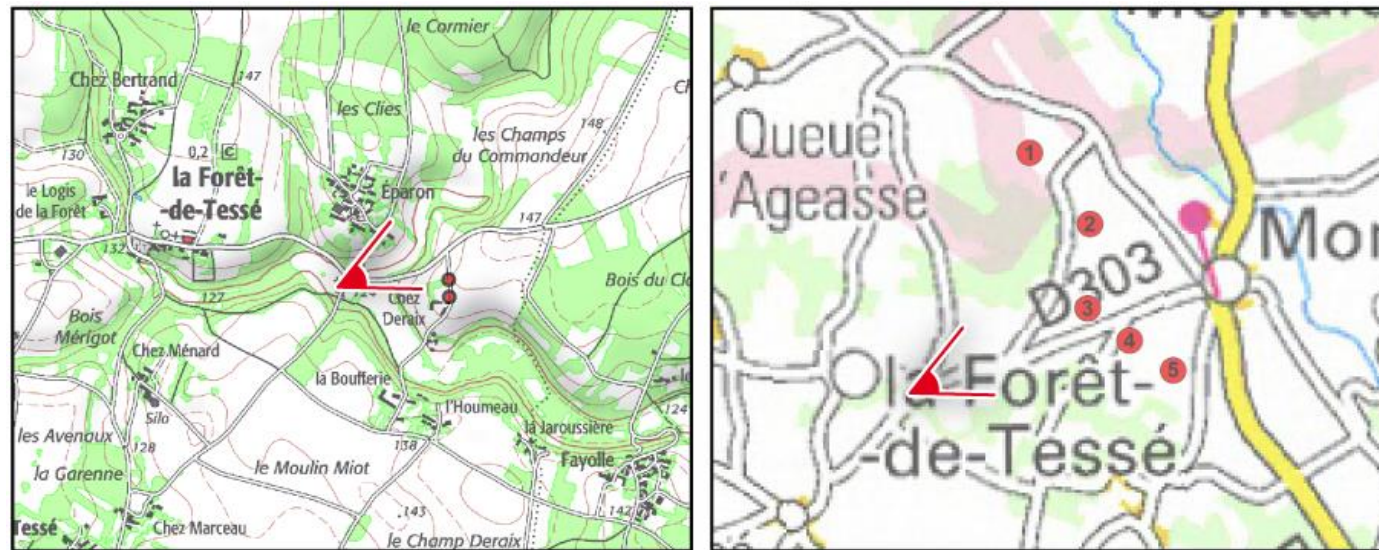 le Cormier
Chez Bertrand
147
les Clies
les Champs
du Commandeur
148
130
0,2
C
la Forêt-
-de-Tessé
Éparon
le Logis
de la Forêt
132
147
127
Chez
Deraix
Bois du
Bois
Mérigot
Chez Ménard
la Boufferie
l'Houmeau
la Jaroussière
124
Silo
les Avenaux
128
138
Fayolle
la Garenne
le Moulin Miot
143
142
Tessé
Chez Marceau
le Champ Deraix
Queue
'Ageasse
1
2
D303
3
4
5
Mon
la Forêt-
-de-Tessé